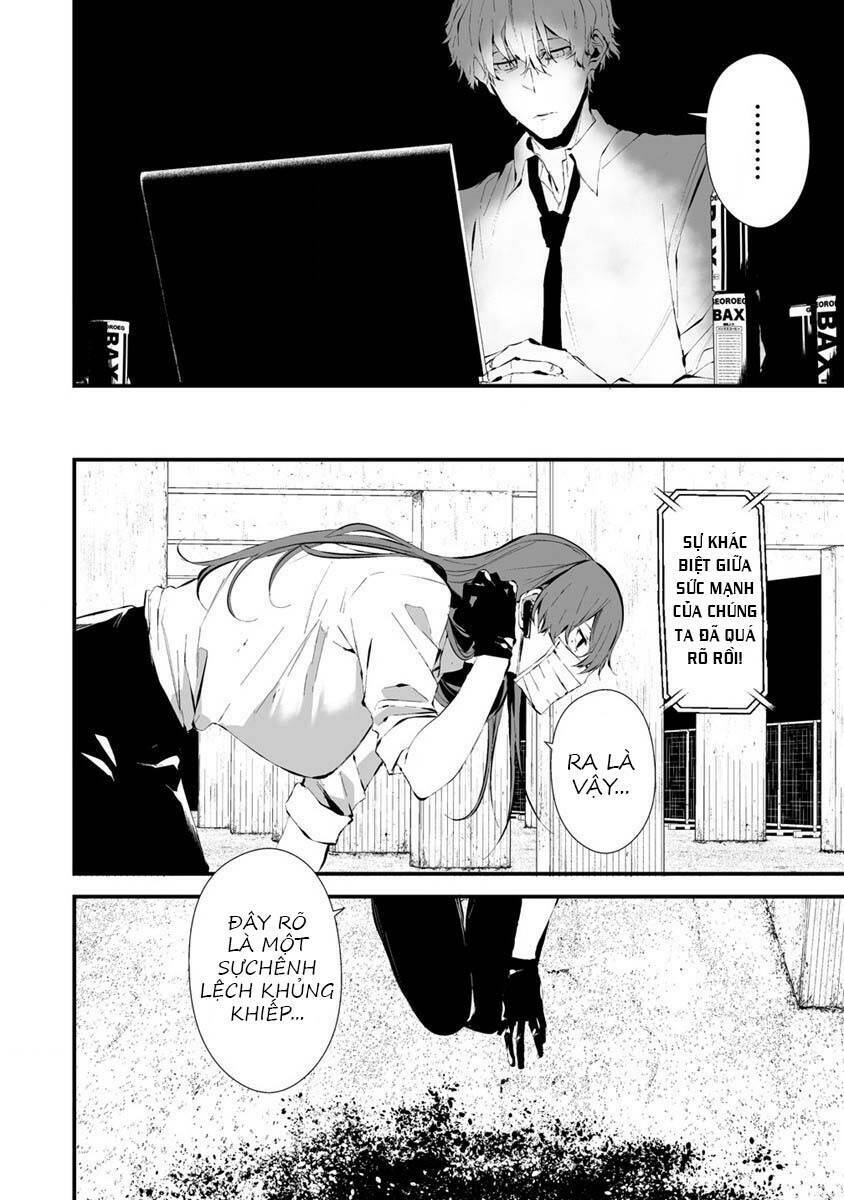 ………
BAX
GEOROEG
BAX
GEOROEG
BAX
SỰ KHÁC
BIỆT GIỮA
SỨC MẠNH
CỦA CHÚNG
TA ĐÃ QUÁ
RÕ RỒI!
RA LÀ
VẬY...
ĐÂY RÕ
LÀ MỘT
SỰCHÊNH
LỆCH KHỦNG
KHIẾP...